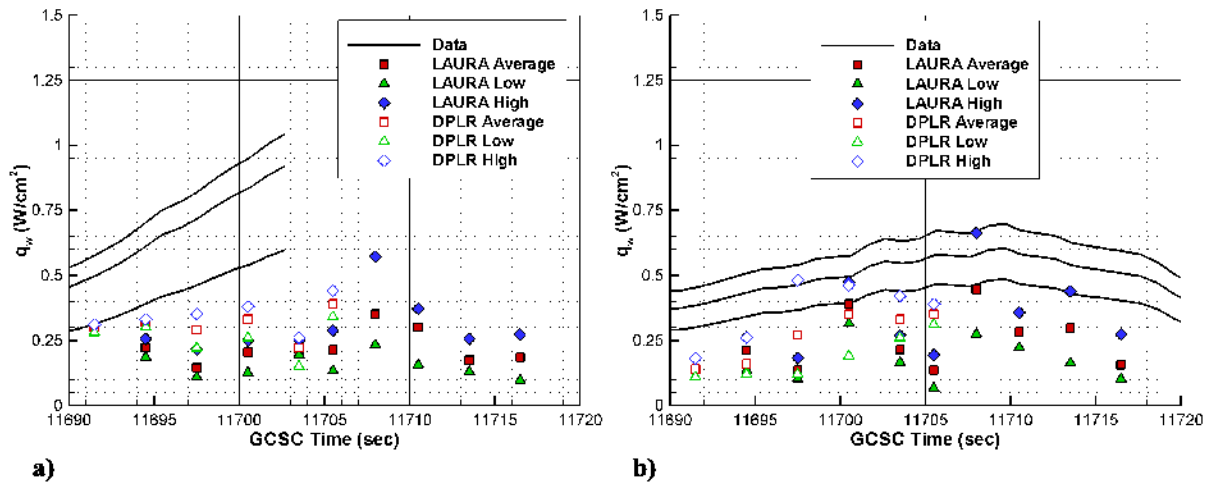 1.5
1.25
1
0.75
0.5
0.25
0
q_w (W/cm²)
Data
LAURA Average
LAURA Low
LAURA High
DPLR Average
DPLR Low
DPLR High
11690 11695 11700 11705 11710 11715 11720
GCSC Time (sec)
a)
1.5
1.25
1
0.75
0.5
0.25
0
q_w (W/cm²)
Data
LAURA Average
LAURA Low
LAURA High
DPLR Average
DPLR Low
DPLR High
11690 11695 11700 11705 11710 11715 11720
GCSC Time (sec)
b)